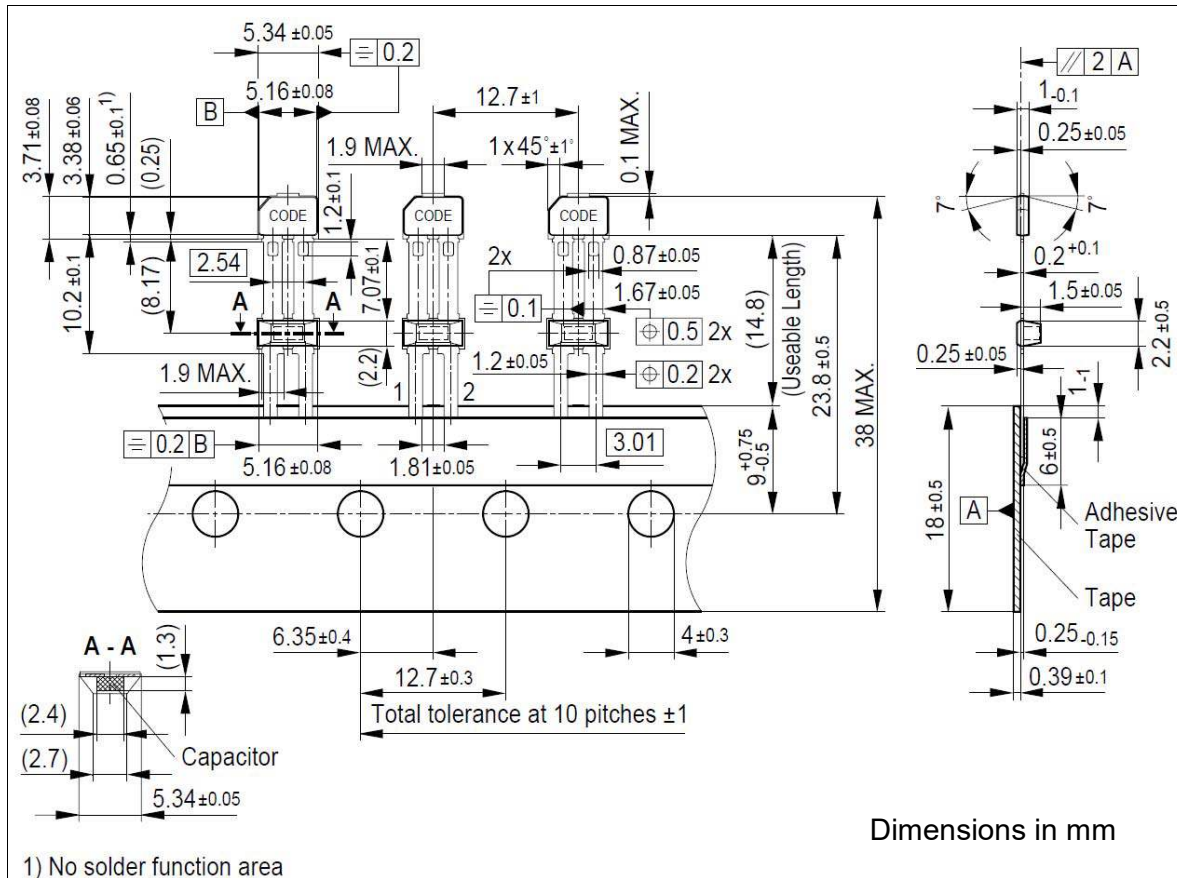 5.34 ±0.05
⌯ 0.2
B
5.16 ±0.08
12.7 ±1
1.9 MAX.
1 x 45° ±1°
0.1 MAX.
3.71 ±0.08
3.38 ±0.06
0.65 ±0.1 1)
(0.25)
1.2 ±0.1
CODE
CODE
CODE
2.54
10.2 ±0.1
(8.17)
7.07 ±0.1
2x
⌯ 0.1
0.87 ±0.05
1.67 ±0.05
A A
⌖ 0.5 2x
1.9 MAX.
(2.2)
1.2 ±0.05
⌖ 0.2 2x
1 2
(14.8)
(Useable Length)
23.8 ±0.5
38 MAX.
⌯ 0.2 B
5.16 ±0.08
1.81 ±0.05
3.01
9 +0.75 -0.5
6.35 ±0.4
4 ±0.3
12.7 ±0.3
Total tolerance at 10 pitches ±1
A - A
(1.3)
(2.4)
(2.7)
Capacitor
5.34 ±0.05
1) No solder function area
// 2 A
1 -0.1
0.25 ±0.05
7° 7°
0.2 +0.1
1.5 ±0.05
2.2 ±0.5
0.25 ±0.05
1 -1
6 ±0.5
18 ±0.5
A
Adhesive
Tape
Tape
0.25 -0.15
0.39 ±0.1
Dimensions in mm